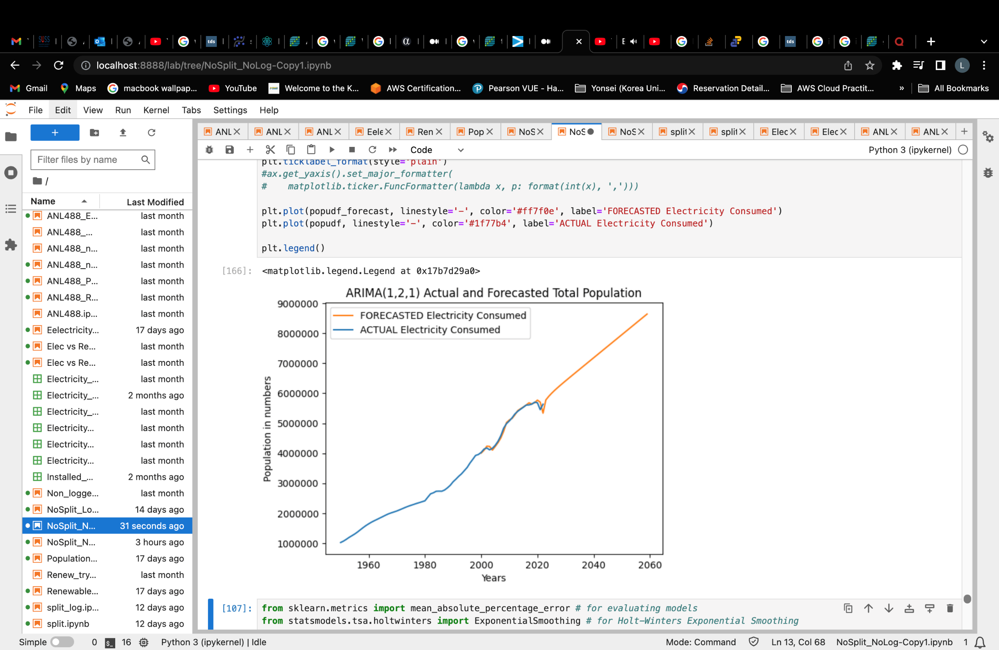 SUSS
tds
tds
localhost:8888/lab/tree/NoSplit_NoLog-Copy1.ipynb
L
Gmail
Maps
macbook wallpap...
YouTube
Welcome to the K...
AWS Certification...
Pearson VUE - Ha...
Yonsei (Korea Uni...
Reservation Detail...
AWS Cloud Practit...
»
All Bookmarks
File Edit View Run Kernel Tabs Settings Help
Filter files by name
/
Name Last Modified
ANL488_E... last month
ANL488_... last month
ANL488_n... last month
ANL488_n... last month
ANL488_P... last month
ANL488_R... last month
ANL488.ip... last month
Eelectricity... 17 days ago
Elec vs Re... last month
Elec vs Re... last month
Electricity_... last month
Electricity_... 2 months ago
Electricity_... last month
Electricity... last month
Electricity... last month
Electricity... last month
Installed_... 2 months ago
Non_logge... last month
NoSplit_Lo... 14 days ago
NoSplit_N... 31 seconds ago
NoSplit_N... 3 hours ago
Population... 17 days ago
Renew_try... last month
Renewable... 17 days ago
split_log.ip... 12 days ago
split.ipynb 12 days ago
ANL ANL ANL Eele Ren Pop NoS NoS NoS split split Elec Elec ANL ANL
Code
Python 3 (ipykernel)
plt.ticklabel_format(style='plain')
#ax.get_yaxis().set_major_formatter(
#    matplotlib.ticker.FuncFormatter(lambda x, p: format(int(x), ',')))
plt.plot(popudf_forecast, linestyle='-', color='#ff7f0e', label='FORECASTED Electricity Consumed')
plt.plot(popudf, linestyle='-', color='#1f77b4', label='ACTUAL Electricity Consumed')
plt.legend()
[166]: <matplotlib.legend.Legend at 0x17b7d29a0>
ARIMA(1,2,1) Actual and Forecasted Total Population
FORECASTED Electricity Consumed
ACTUAL Electricity Consumed
Population in numbers
9000000
8000000
7000000
6000000
5000000
4000000
3000000
2000000
1000000
1960 1980 2000 2020 2040 2060
Years
[107]: from sklearn.metrics import mean_absolute_percentage_error # for evaluating models
from statsmodels.tsa.holtwinters import ExponentialSmoothing # for Holt-Winters Exponential Smoothing
Simple 0 $_ 16 Python 3 (ipykernel) | Idle
Mode: Command Ln 13, Col 68 NoSplit_NoLog-Copy1.ipynb 1